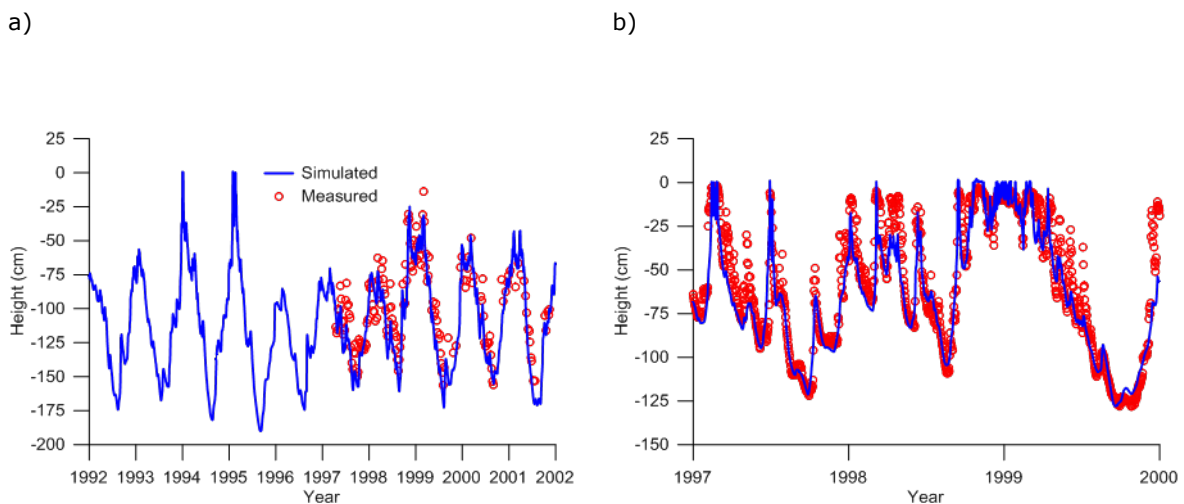 a)
25
0
-25
-50
-75
-100
-125
-150
-175
-200
Height (cm)
Simulated
Measured
1992 1993 1994 1995 1996 1997 1998 1999 2000 2001 2002
Year
b)
25
0
-25
-50
-75
-100
-125
-150
Height (cm)
1997 1998 1999 2000
Year